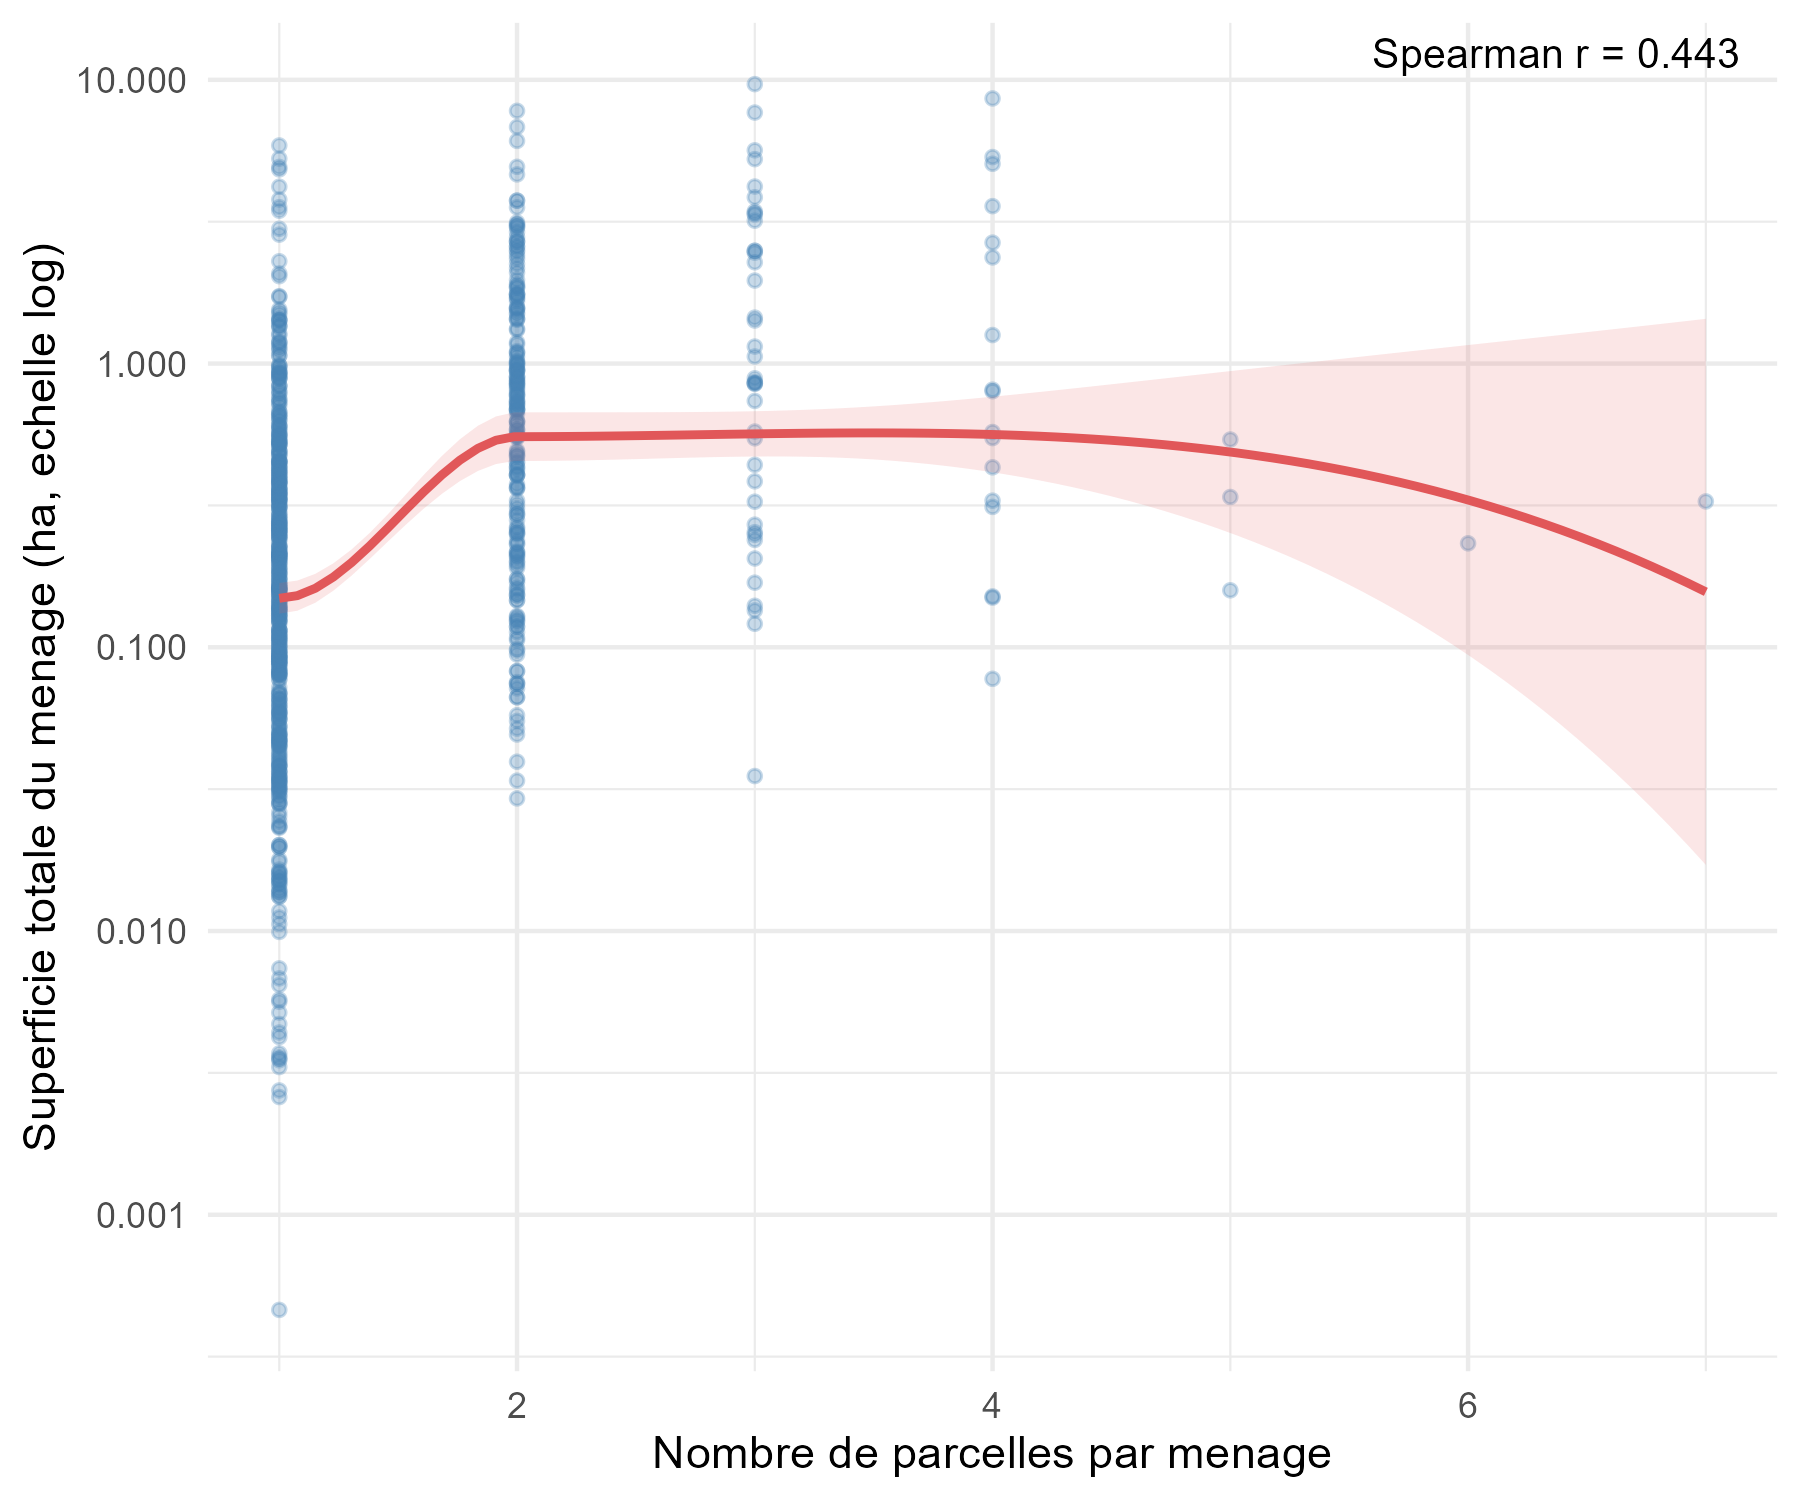 Spearman r = 0.443
10.000
1.000
0.100
0.010
0.001
Superficie totale du menage (ha, echelle log)
2
4
6
Nombre de parcelles par menage